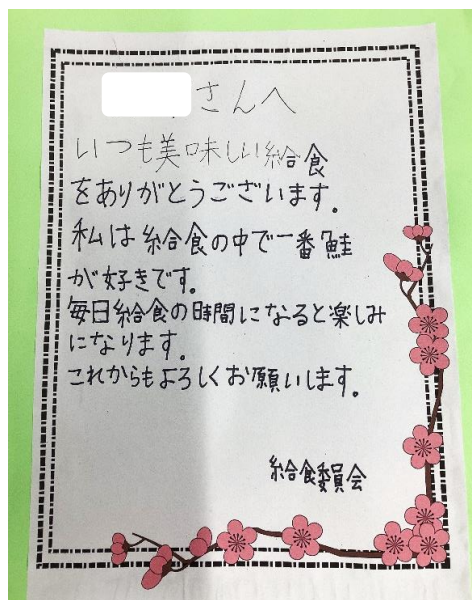 さんへ
いつも美味しい給食
をありがとうございます。
私は給食の中で一番鮭
が好きです。
毎日給食の時間になると楽しみ
になります。
これからもよろしくお願いします。
給食委員会